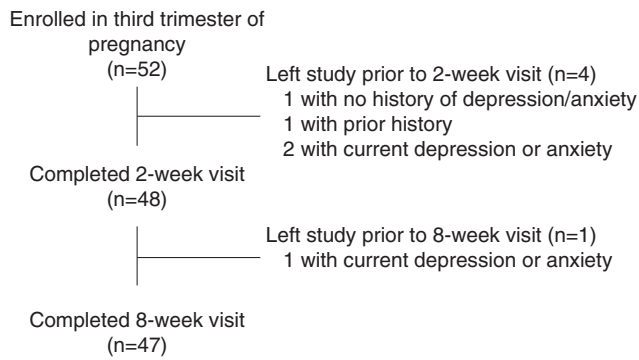 Enrolled in third trimester of
pregnancy
(n=52)
Left study prior to 2-week visit (n=4)
1 with no history of depression/anxiety
1 with prior history
2 with current depression or anxiety
Completed 2-week visit
(n=48)
Left study prior to 8-week visit (n=1)
1 with current depression or anxiety
Completed 8-week visit
(n=47)